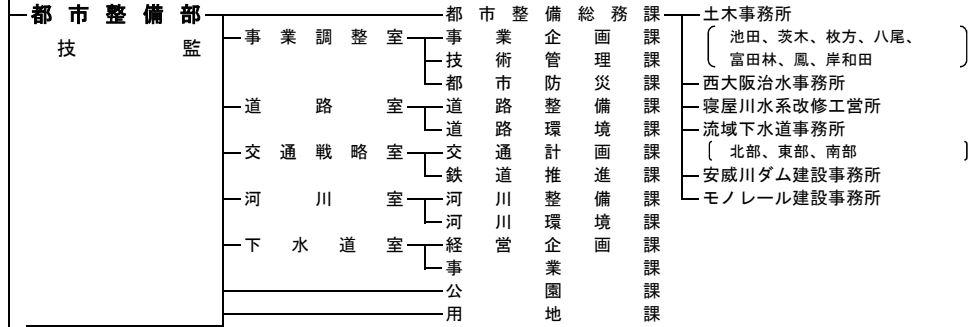 都市整備部 都市整備総務課 土木事務所
技監 事業調整室 事業企画課 〔池田、茨木、枚方、八尾、
技術管理課 富田林、鳳、岸和田〕
都市防災課 西大阪治水事務所
道路室 道路整備課 寝屋川水系改修工営所
道路環境課 流域下水道事務所
交通戦略室 交通計画課 〔北部、東部、南部〕
鉄道推進課 安威川ダム建設事務所
河川室 河川整備課 モノレール建設事務所
河川環境課
下水道室 経営企画課
事業課
公園課
用地課